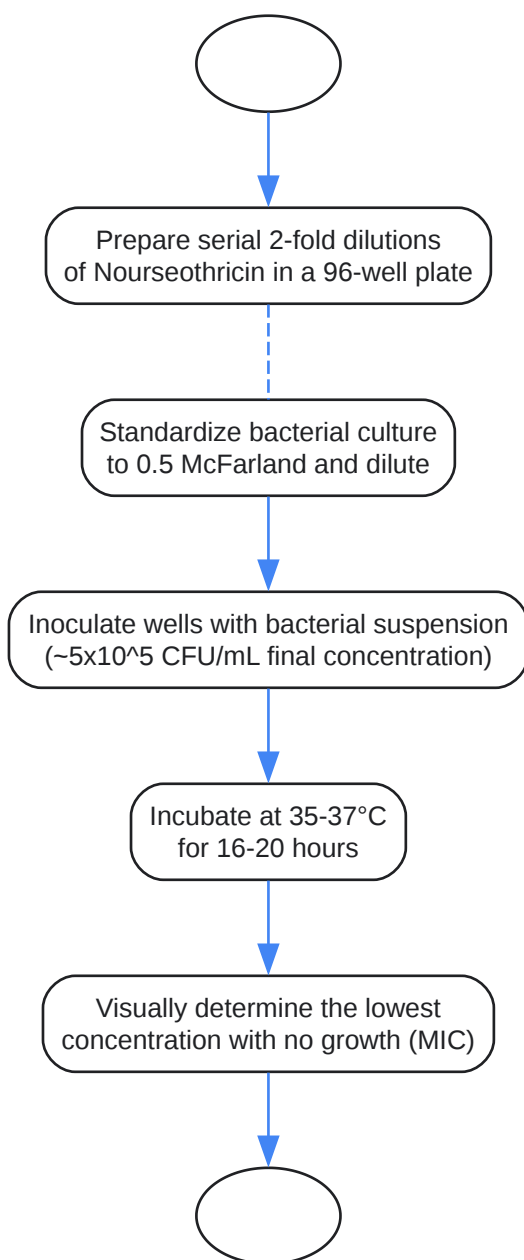 Prepare serial 2-fold dilutions
of Nourseothricin in a 96-well plate
Standardize bacterial culture
to 0.5 McFarland and dilute
Inoculate wells with bacterial suspension
(~5x10^5 CFU/mL final concentration)
Incubate at 35-37°C
for 16-20 hours
Visually determine the lowest
concentration with no growth (MIC)